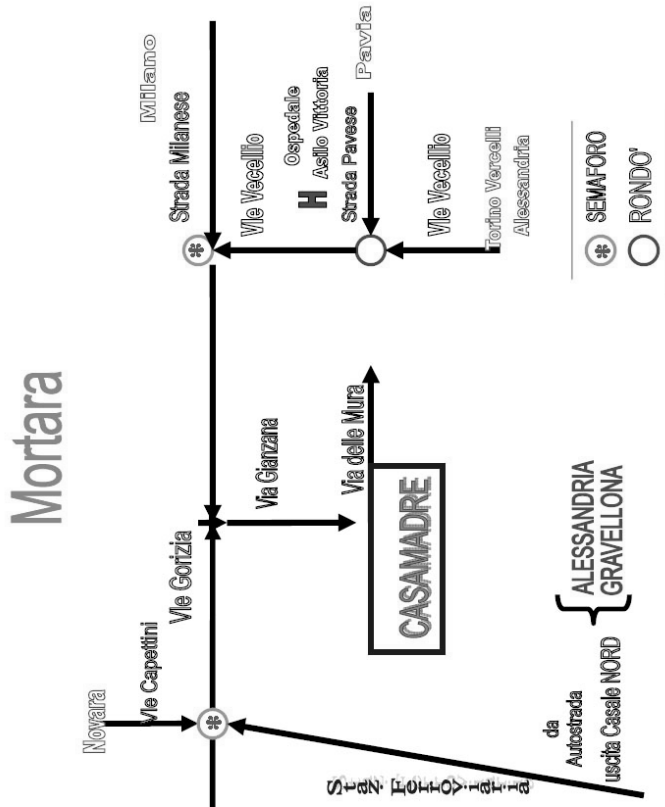 Mortara
Novara
Vle Capettini
Vle Gorizia
Via Gianzana
Via delle Mura
CASAMADRE
Milano
Strada Milanese
Vle Vecellio
H
Ospedale
Asilo Vitttoria
Strada Pavese
Pavia
Vle Vecellio
Torino Vercelli
Alessandria
SEMAFORO
RONDO'
Staz. Ferroviaria
da
Autostrada
uscita Casale NORD
ALESSANDRIA
GRAVELLONA